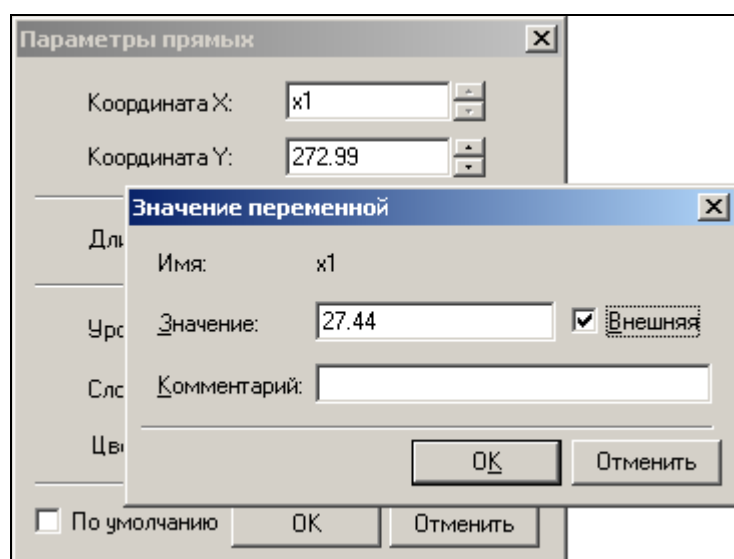 Параметры прямых
Координата X: x1
Координата Y: 272.99
Значение переменной
Имя: x1
Значение: 27.44 Внешняя
Комментарий:
OK Отменить
По умолчанию OK Отменить